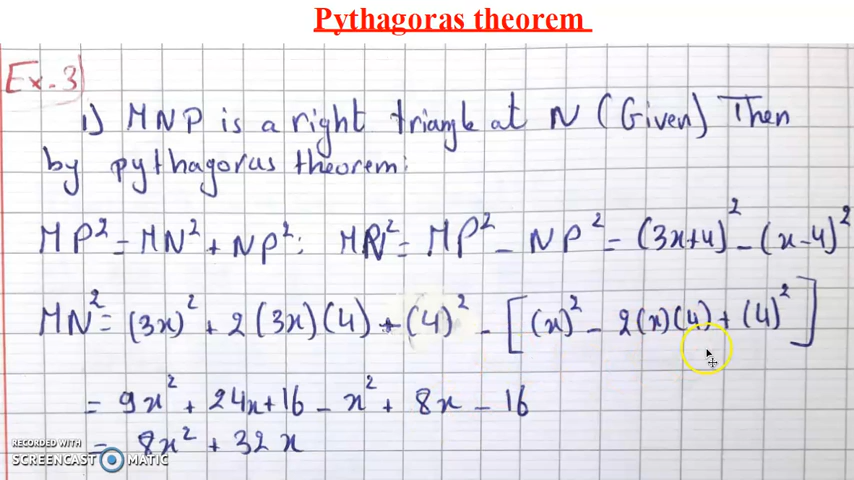 Pythagoras theorem
Ex.3
1) MNP is a right triangle at N (Given) Then
by pythagorus theorem:
MP² = MN² + NP²: MN² = MP² - NP² = (3x+4)² - (x-4)²
MN² = (3x)² + 2(3x)(4) + (4)² - [(x)² - 2(x)(4) + (4)²]
= 9x² + 24x + 16 - x² + 8x - 16
= 8x² + 32x
RECORDED WITH
SCREENCAST MATIC